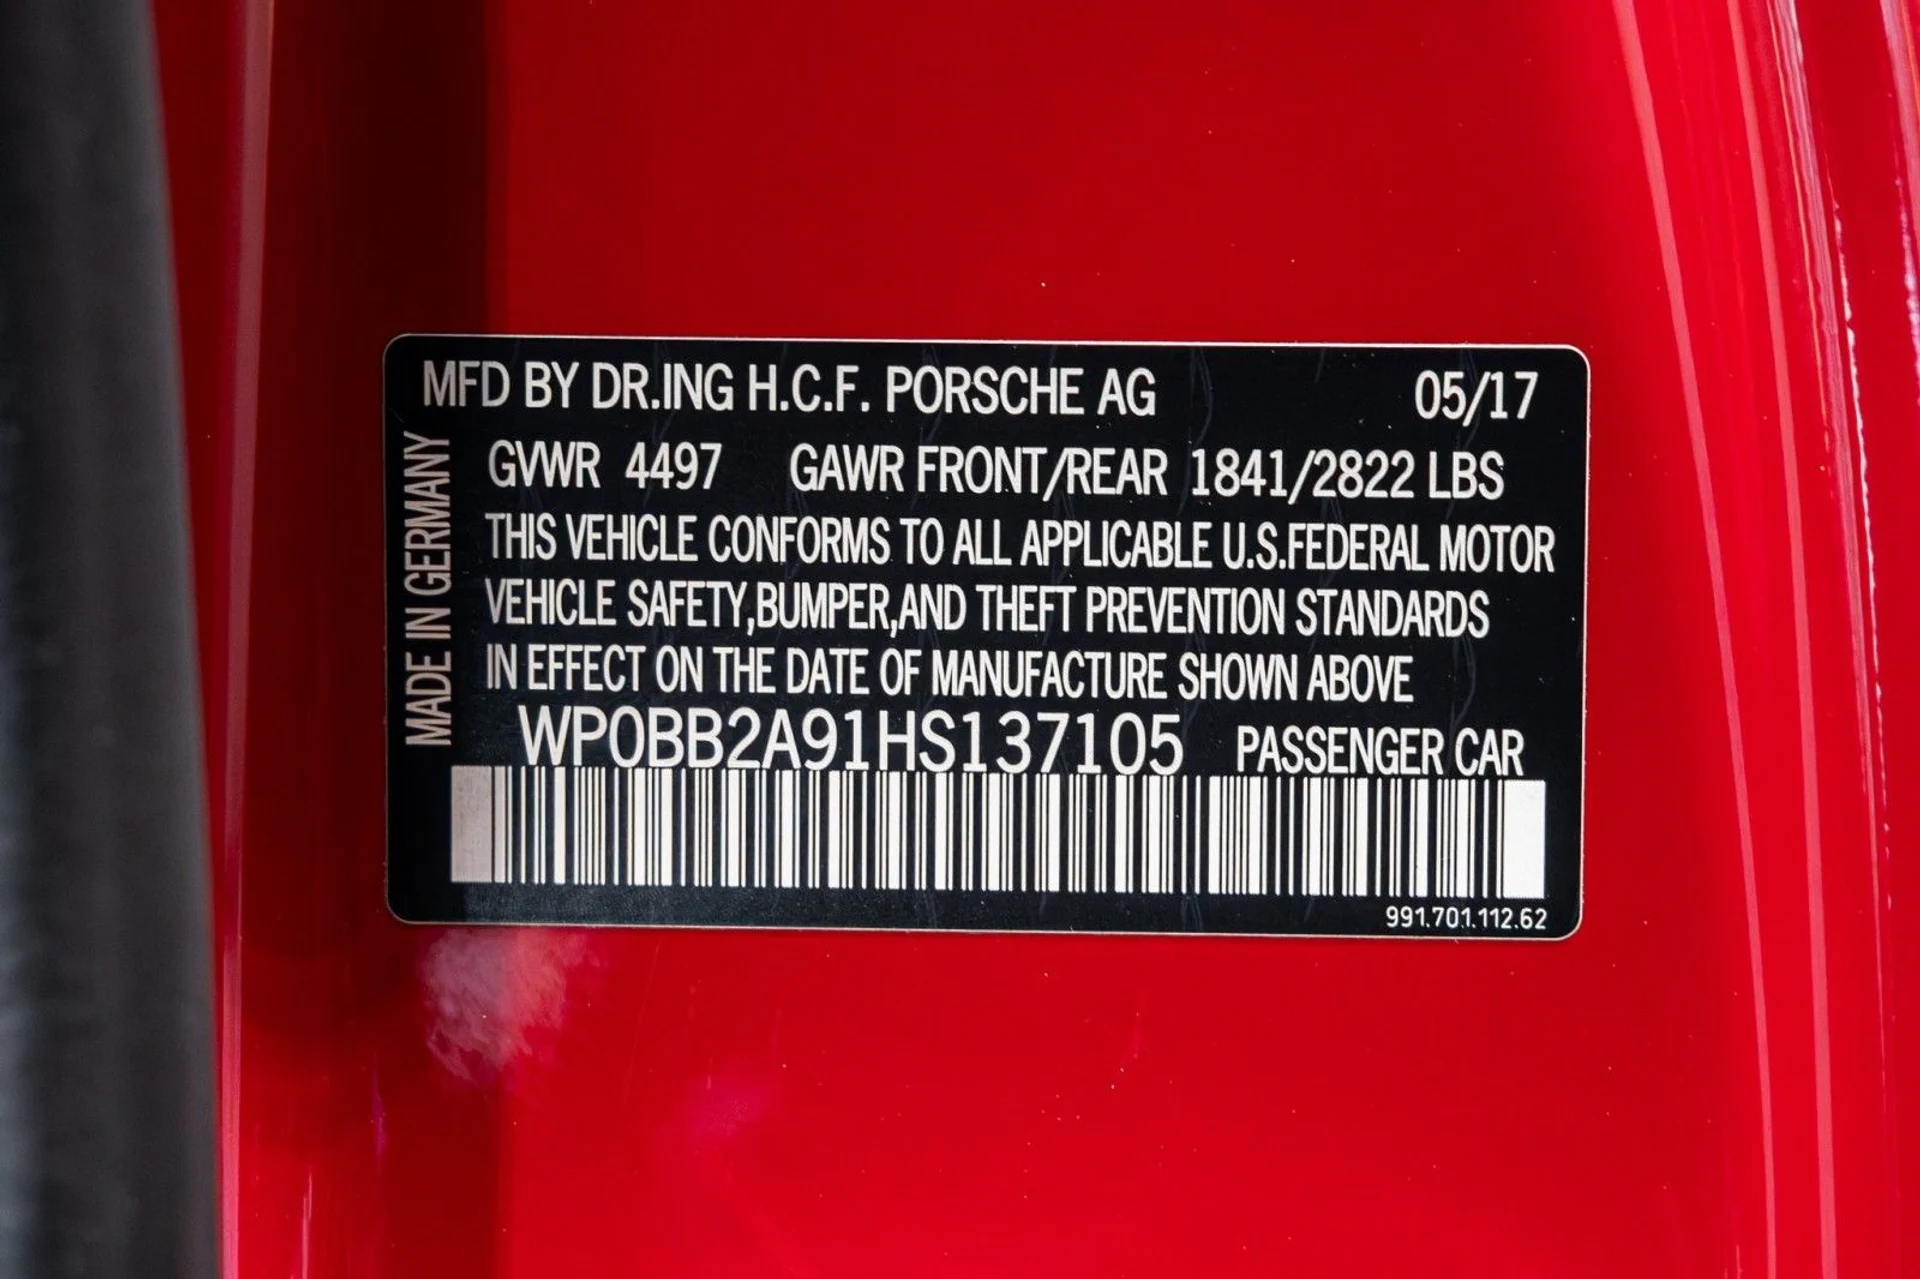 MFD BY DR.ING H.C.F. PORSCHE AG 05/17
GVWR 4497 GAWR FRONT/REAR 1841/2822 LBS
THIS VEHICLE CONFORMS TO ALL APPLICABLE U.S.FEDERAL MOTOR
VEHICLE SAFETY,BUMPER,AND THEFT PREVENTION STANDARDS
IN EFFECT ON THE DATE OF MANUFACTURE SHOWN ABOVE
WP0BB2A91HS137105 PASSENGER CAR
991.701.112.62
MADE IN GERMANY